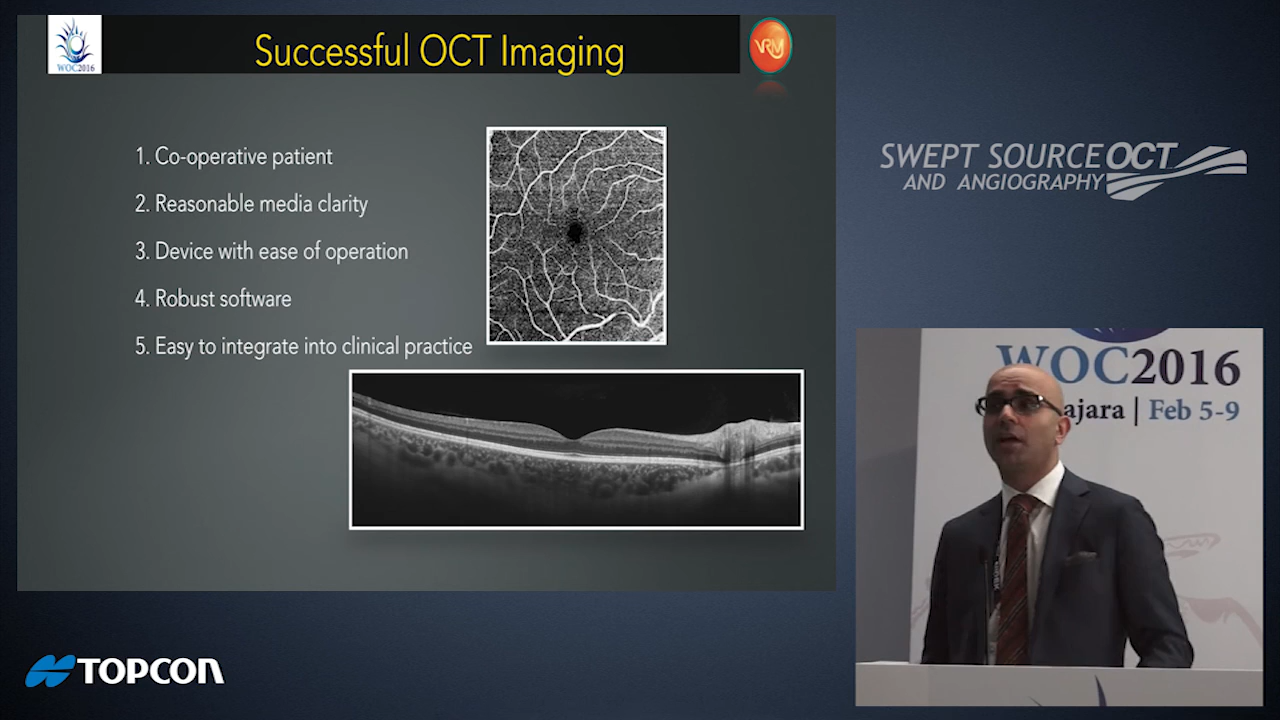 WOC2016
Successful OCT Imaging
VRM
1. Co-operative patient
2. Reasonable media clarity
3. Device with ease of operation
4. Robust software
5. Easy to integrate into clinical practice
SWEPT SOURCE OCT
AND ANGIOGRAPHY
WOC2016
ajara | Feb 5-9
TOPCON